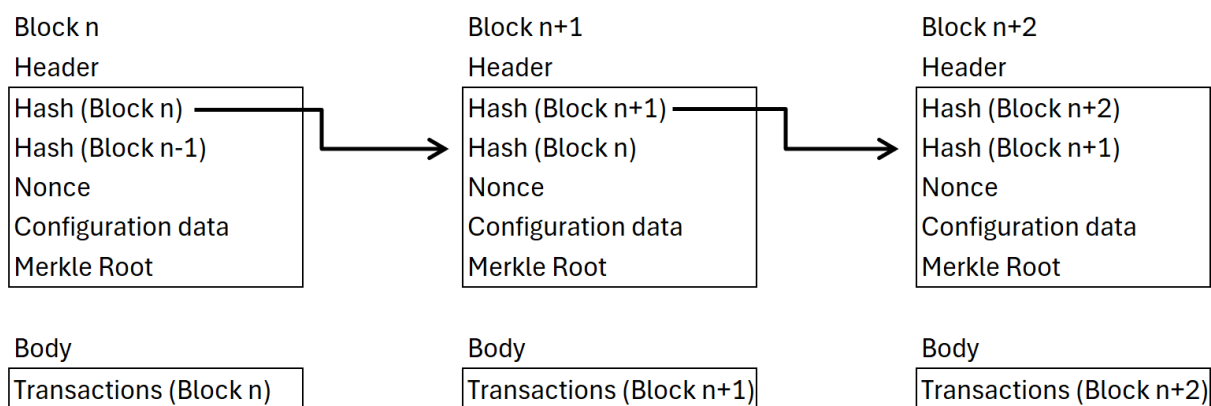 Block n
Header
Hash (Block n)
Hash (Block n-1)
Nonce
Configuration data
Merkle Root
Body
Transactions (Block n)
Block n+1
Header
Hash (Block n+1)
Hash (Block n)
Nonce
Configuration data
Merkle Root
Body
Transactions (Block n+1)
Block n+2
Header
Hash (Block n+2)
Hash (Block n+1)
Nonce
Configuration data
Merkle Root
Body
Transactions (Block n+2)